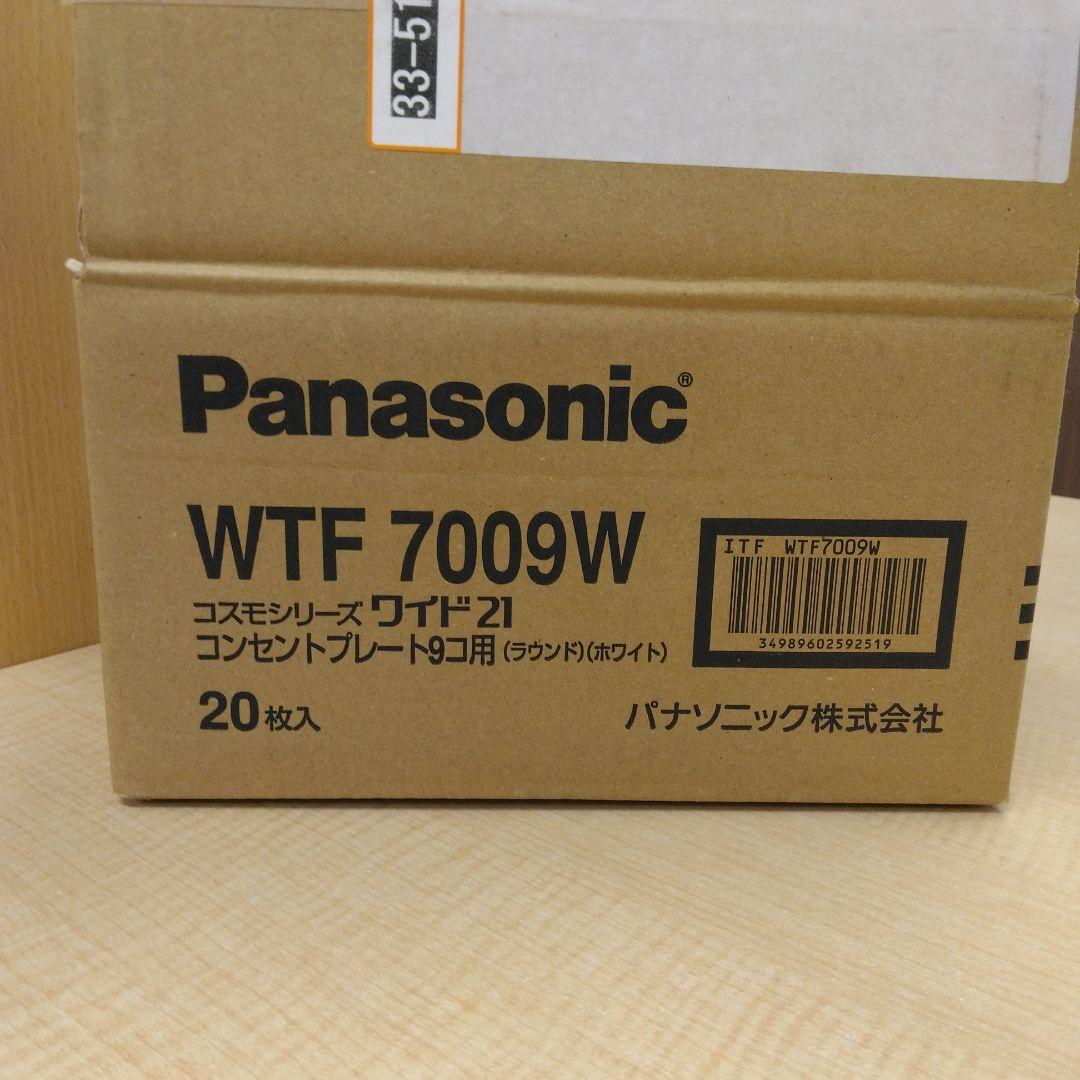 33-51
Panasonic®
WTF 7009W
コスモシリーズ ワイド21
コンセントプレート9コ用 (ラウンド)(ホワイト)
20枚入
ITF WTF7009W
34989602592519
パナソニック株式会社